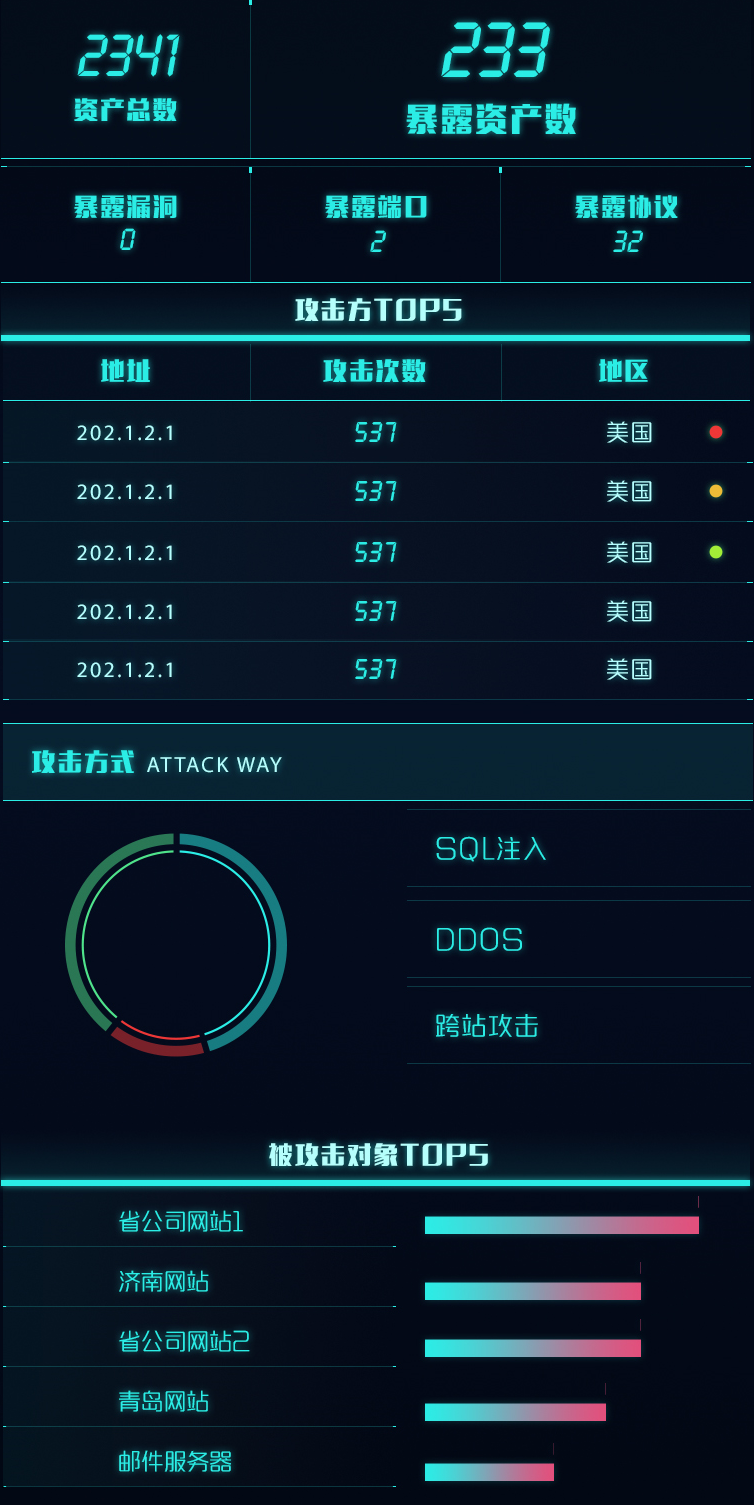 2341
资产总数
233
暴露资产数
暴露漏洞
0
暴露端口
2
暴露协议
32
攻击方TOP5
地址 攻击次数 地区
202.1.2.1 537 美国
202.1.2.1 537 美国
202.1.2.1 537 美国
202.1.2.1 537 美国
202.1.2.1 537 美国
攻击方式 ATTACK WAY
SQL注入
DDOS
跨站攻击
被攻击对象TOP5
省公司网站1
济南网站
省公司网站2
青岛网站
邮件服务器